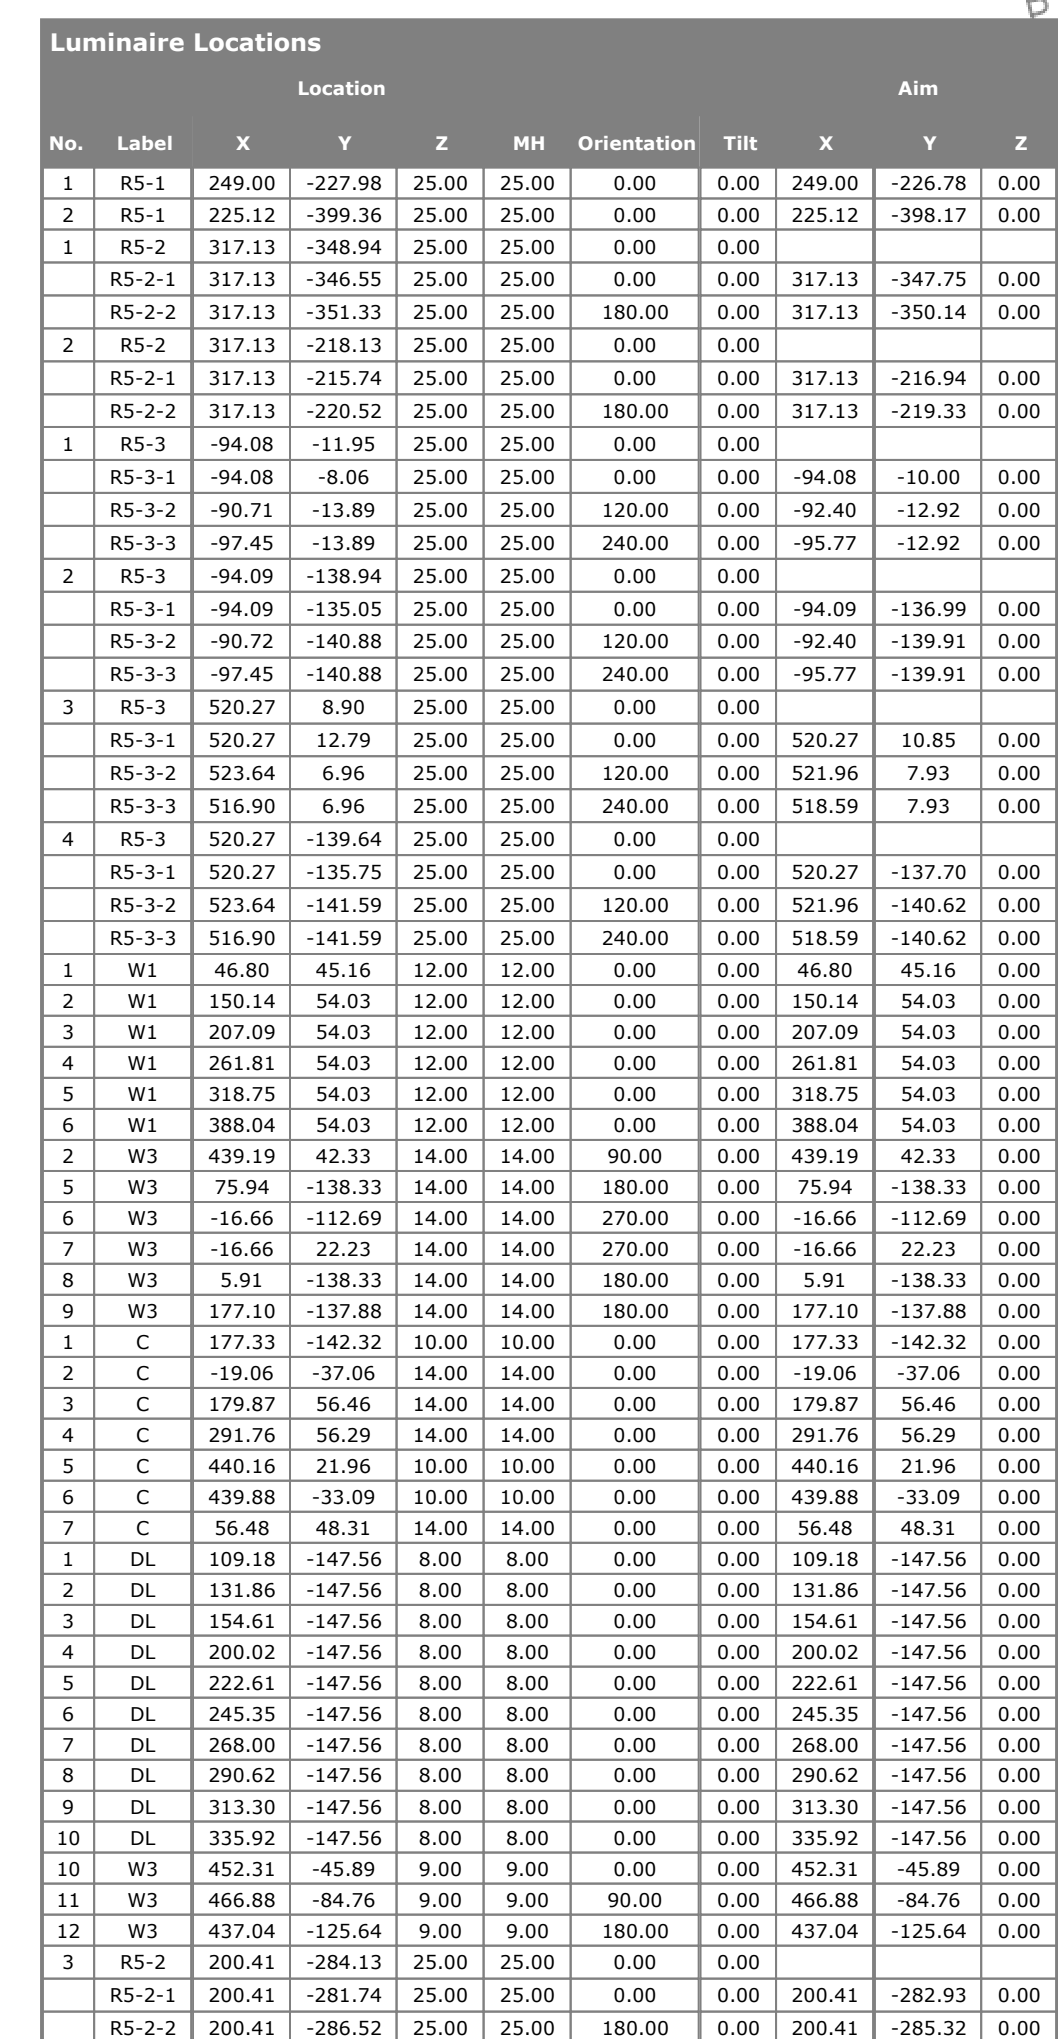 Luminaire Locations
Location Aim
No. Label X Y Z MH Orientation Tilt X Y Z
1 R5-1 249.00 -227.98 25.00 25.00 0.00 0.00 249.00 -226.78 0.00
2 R5-1 225.12 -399.36 25.00 25.00 0.00 0.00 225.12 -398.17 0.00
1 R5-2 317.13 -348.94 25.00 25.00 0.00 0.00
R5-2-1 317.13 -346.55 25.00 25.00 0.00 0.00 317.13 -347.75 0.00
R5-2-2 317.13 -351.33 25.00 25.00 180.00 0.00 317.13 -350.14 0.00
2 R5-2 317.13 -218.13 25.00 25.00 0.00 0.00
R5-2-1 317.13 -215.74 25.00 25.00 0.00 0.00 317.13 -216.94 0.00
R5-2-2 317.13 -220.52 25.00 25.00 180.00 0.00 317.13 -219.33 0.00
1 R5-3 -94.08 -11.95 25.00 25.00 0.00 0.00
R5-3-1 -94.08 -8.06 25.00 25.00 0.00 0.00 -94.08 -10.00 0.00
R5-3-2 -90.71 -13.89 25.00 25.00 120.00 0.00 -92.40 -12.92 0.00
R5-3-3 -97.45 -13.89 25.00 25.00 240.00 0.00 -95.77 -12.92 0.00
2 R5-3 -94.09 -138.94 25.00 25.00 0.00 0.00
R5-3-1 -94.09 -135.05 25.00 25.00 0.00 0.00 -94.09 -136.99 0.00
R5-3-2 -90.72 -140.88 25.00 25.00 120.00 0.00 -92.40 -139.91 0.00
R5-3-3 -97.45 -140.88 25.00 25.00 240.00 0.00 -95.77 -139.91 0.00
3 R5-3 520.27 8.90 25.00 25.00 0.00 0.00
R5-3-1 520.27 12.79 25.00 25.00 0.00 0.00 520.27 10.85 0.00
R5-3-2 523.64 6.96 25.00 25.00 120.00 0.00 521.96 7.93 0.00
R5-3-3 516.90 6.96 25.00 25.00 240.00 0.00 518.59 7.93 0.00
4 R5-3 520.27 -139.64 25.00 25.00 0.00 0.00
R5-3-1 520.27 -135.75 25.00 25.00 0.00 0.00 520.27 -137.70 0.00
R5-3-2 523.64 -141.59 25.00 25.00 120.00 0.00 521.96 -140.62 0.00
R5-3-3 516.90 -141.59 25.00 25.00 240.00 0.00 518.59 -140.62 0.00
1 W1 46.80 45.16 12.00 12.00 0.00 0.00 46.80 45.16 0.00
2 W1 150.14 54.03 12.00 12.00 0.00 0.00 150.14 54.03 0.00
3 W1 207.09 54.03 12.00 12.00 0.00 0.00 207.09 54.03 0.00
4 W1 261.81 54.03 12.00 12.00 0.00 0.00 261.81 54.03 0.00
5 W1 318.75 54.03 12.00 12.00 0.00 0.00 318.75 54.03 0.00
6 W1 388.04 54.03 12.00 12.00 0.00 0.00 388.04 54.03 0.00
2 W3 439.19 42.33 14.00 14.00 90.00 0.00 439.19 42.33 0.00
5 W3 75.94 -138.33 14.00 14.00 180.00 0.00 75.94 -138.33 0.00
6 W3 -16.66 -112.69 14.00 14.00 270.00 0.00 -16.66 -112.69 0.00
7 W3 -16.66 22.23 14.00 14.00 270.00 0.00 -16.66 22.23 0.00
8 W3 5.91 -138.33 14.00 14.00 180.00 0.00 5.91 -138.33 0.00
9 W3 177.10 -137.88 14.00 14.00 180.00 0.00 177.10 -137.88 0.00
1 C 177.33 -142.32 10.00 10.00 0.00 0.00 177.33 -142.32 0.00
2 C -19.06 -37.06 14.00 14.00 0.00 0.00 -19.06 -37.06 0.00
3 C 179.87 56.46 14.00 14.00 0.00 0.00 179.87 56.46 0.00
4 C 291.76 56.29 14.00 14.00 0.00 0.00 291.76 56.29 0.00
5 C 440.16 21.96 10.00 10.00 0.00 0.00 440.16 21.96 0.00
6 C 439.88 -33.09 10.00 10.00 0.00 0.00 439.88 -33.09 0.00
7 C 56.48 48.31 14.00 14.00 0.00 0.00 56.48 48.31 0.00
1 DL 109.18 -147.56 8.00 8.00 0.00 0.00 109.18 -147.56 0.00
2 DL 131.86 -147.56 8.00 8.00 0.00 0.00 131.86 -147.56 0.00
3 DL 154.61 -147.56 8.00 8.00 0.00 0.00 154.61 -147.56 0.00
4 DL 200.02 -147.56 8.00 8.00 0.00 0.00 200.02 -147.56 0.00
5 DL 222.61 -147.56 8.00 8.00 0.00 0.00 222.61 -147.56 0.00
6 DL 245.35 -147.56 8.00 8.00 0.00 0.00 245.35 -147.56 0.00
7 DL 268.00 -147.56 8.00 8.00 0.00 0.00 268.00 -147.56 0.00
8 DL 290.62 -147.56 8.00 8.00 0.00 0.00 290.62 -147.56 0.00
9 DL 313.30 -147.56 8.00 8.00 0.00 0.00 313.30 -147.56 0.00
10 DL 335.92 -147.56 8.00 8.00 0.00 0.00 335.92 -147.56 0.00
10 W3 452.31 -45.89 9.00 9.00 0.00 0.00 452.31 -45.89 0.00
11 W3 466.88 -84.76 9.00 9.00 90.00 0.00 466.88 -84.76 0.00
12 W3 437.04 -125.64 9.00 9.00 180.00 0.00 437.04 -125.64 0.00
3 R5-2 200.41 -284.13 25.00 25.00 0.00 0.00
R5-2-1 200.41 -281.74 25.00 25.00 0.00 0.00 200.41 -282.93 0.00
R5-2-2 200.41 -286.52 25.00 25.00 180.00 0.00 200.41 -285.32 0.00